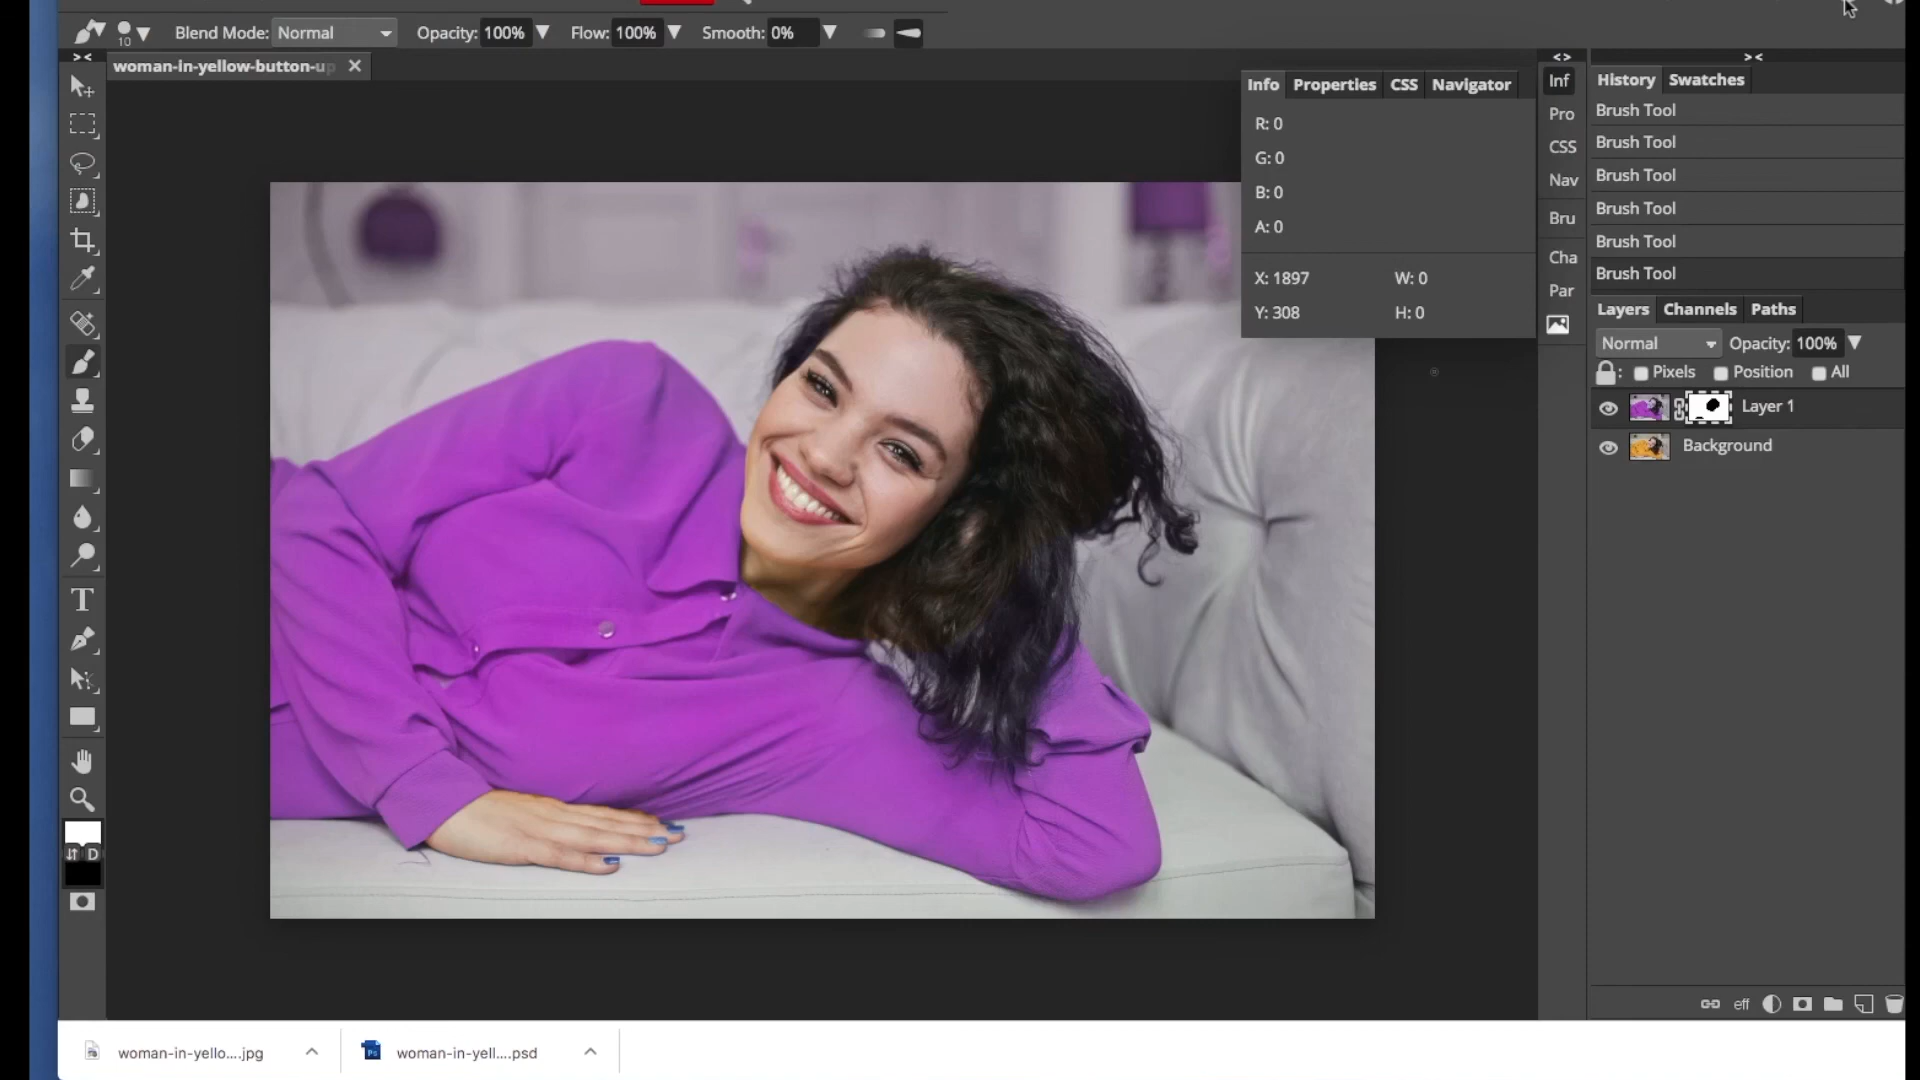 10 Blend Mode: Normal Opacity: 100% Flow: 100% Smooth: 0%
woman-in-yellow-button-up
Info Properties CSS Navigator
R: 0
G: 0
B: 0
A: 0
X: 1897 W: 0
Y: 308 H: 0
Inf
Pro
CSS
Nav
Bru
Cha
Par
History Swatches
Brush Tool
Brush Tool
Brush Tool
Brush Tool
Brush Tool
Brush Tool
Layers Channels Paths
Normal Opacity: 100%
: Pixels Position All
Layer 1
Background
T
D
eff
woman-in-yello....jpg
Ps woman-in-yell....psd